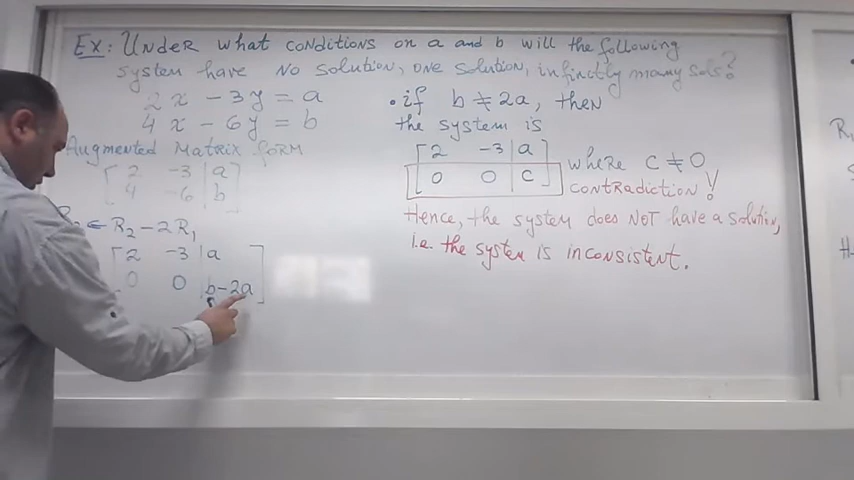 Ex: Under what conditions on a and b will the following
system have no solution, one solution, infinitly many sols?
2x - 3y = a
4x - 6y = b
Augmented Matrix form
[ 2 -3 | a ]
[ 4 -6 | b ]
R2 ← R2 - 2R1
[ 2 -3 | a ]
[ 0 0 | b-2a ]
• if b ≠ 2a, then
the system is
[ 2 -3 | a ]
[ 0 0 | c ] where c ≠ 0
contradiction!
Hence, the system does NOT have a solution,
i.e. the system is inconsistent.